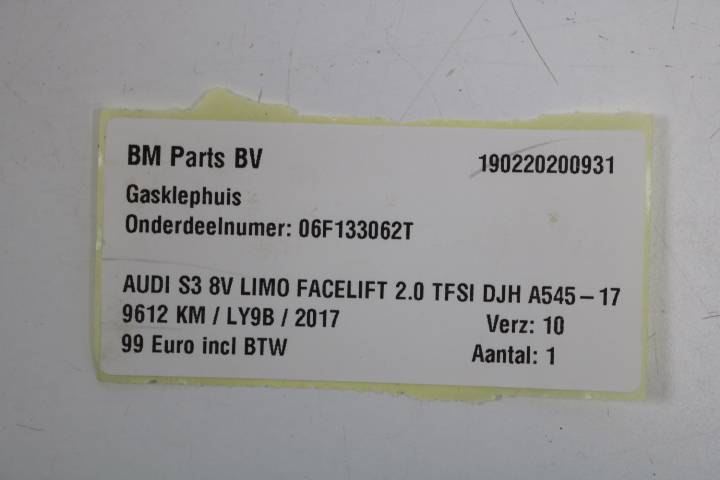 BM Parts BV 190220200931
Gasklephuis
Onderdeelnumer: 06F133062T
AUDI S3 8V LIMO FACELIFT 2.0 TFSI DJH A545-17
9612 KM / LY9B / 2017 Verz: 10
99 Euro incl BTW Aantal: 1